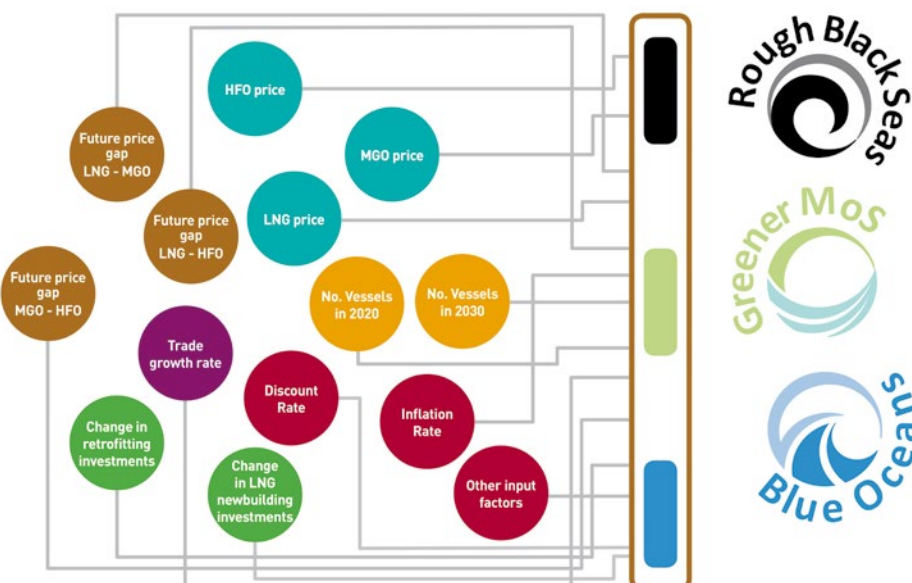 Future price
gap
LNG - MGO
HFO price
MGO price
Future price
gap
LNG - HFO
LNG price
Future price
gap
MGO - HFO
No. Vessels
in 2020
No. Vessels
in 2030
Trade
growth rate
Discount
Rate
Inflation
Rate
Change in
retrofitting
investments
Change
in LNG
newbuilding
investments
Other input
factors
Rough Black Seas
Greener MoS
Blue Oceans